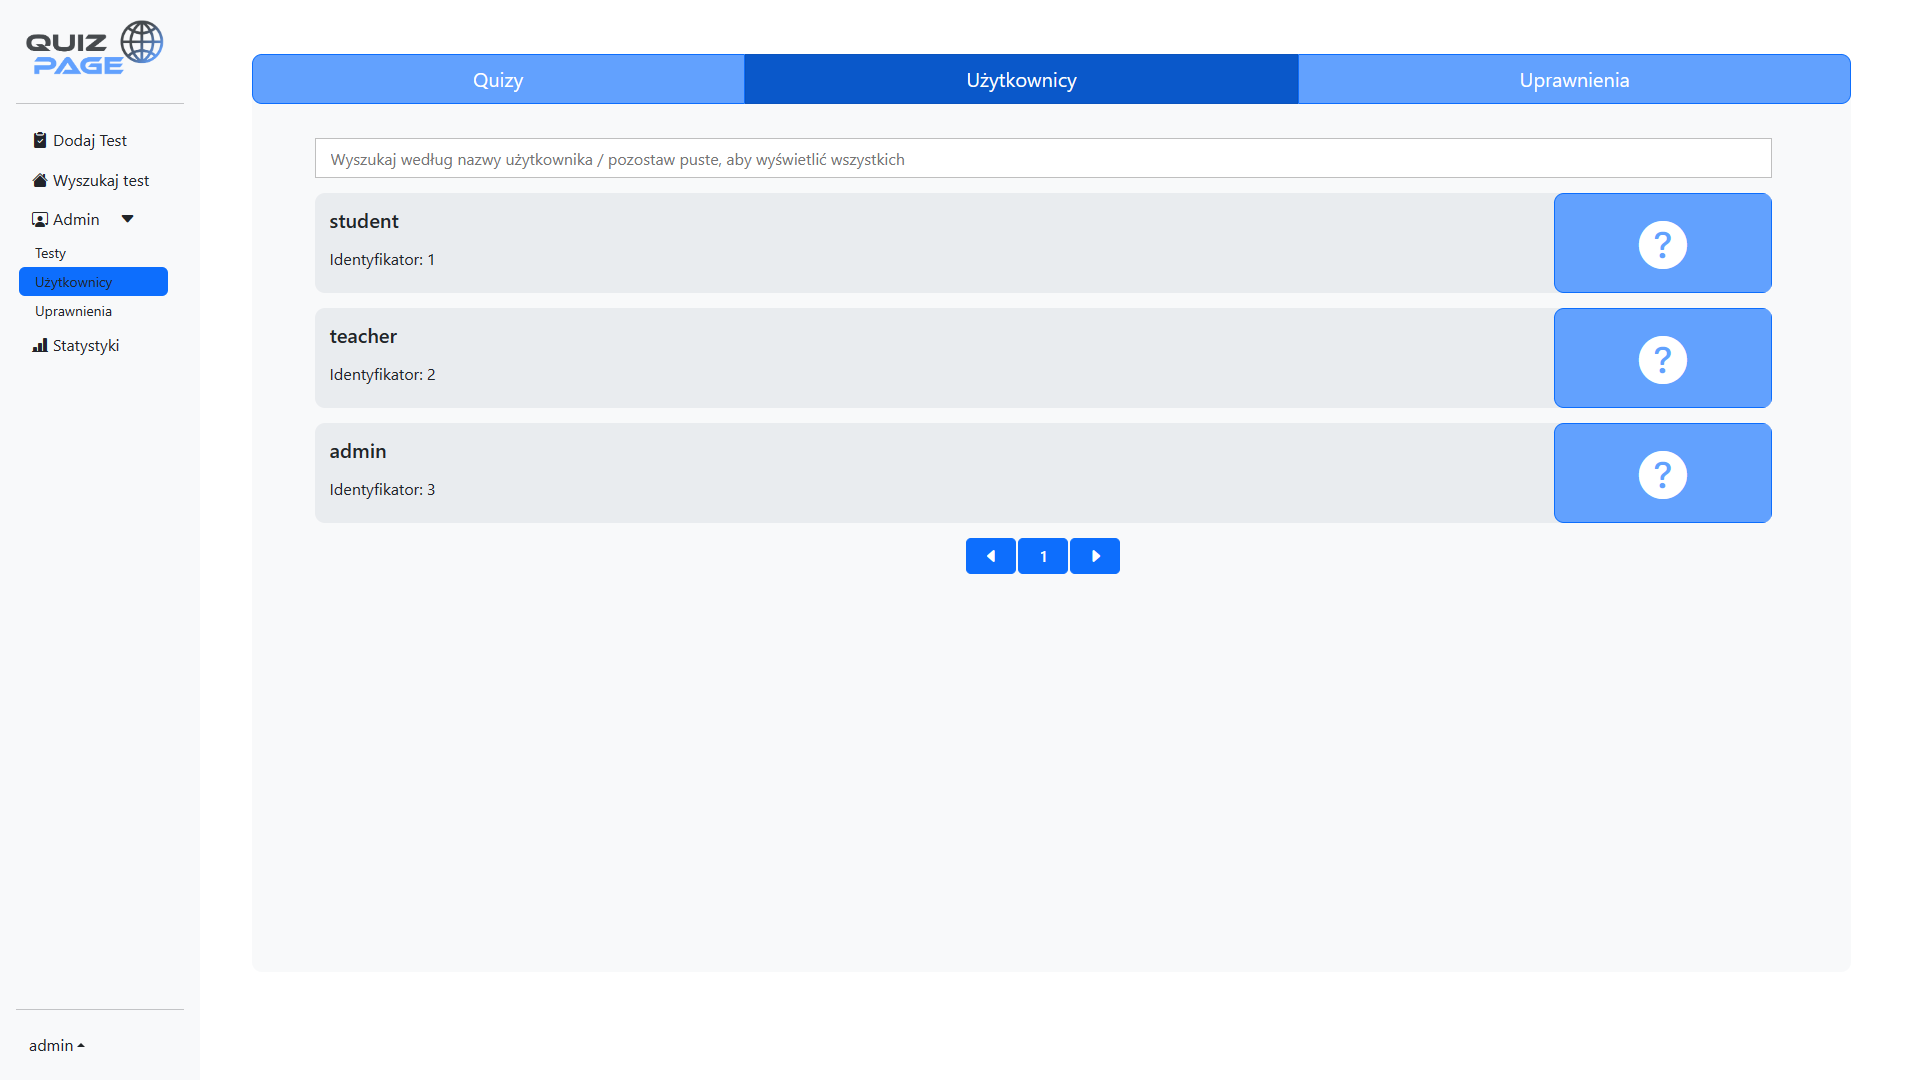 QUIZ
PAGE
Dodaj Test
Wyszukaj test
Admin
Testy
Użytkownicy
Uprawnienia
Statystyki
admin
Quizy
Użytkownicy
Uprawnienia
Wyszukaj według nazwy użytkownika / pozostaw puste, aby wyświetlić wszystkich
student
Identyfikator: 1
?
teacher
Identyfikator: 2
?
admin
Identyfikator: 3
?
1